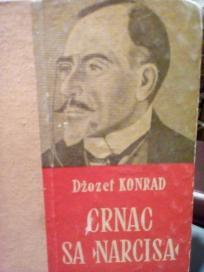 Džozef KONRAD
CRNAC
SA ›NARCISA‹